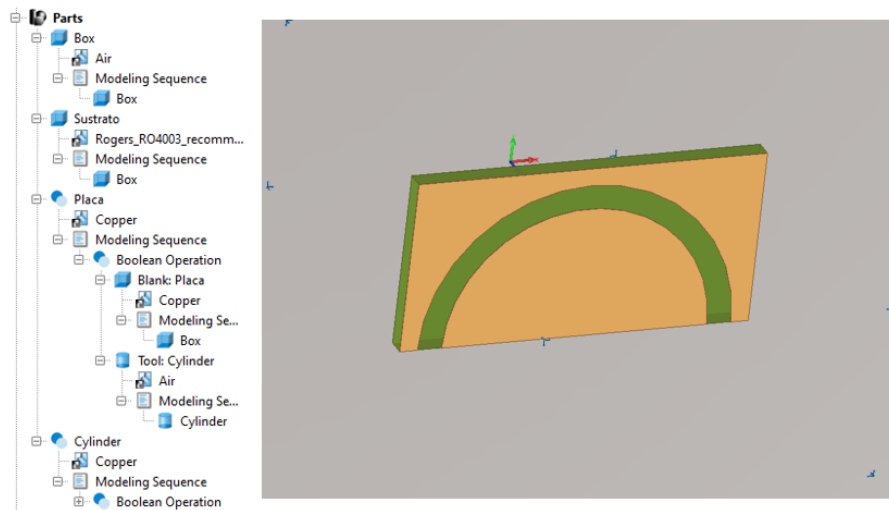 Parts
Box
Air
Modeling Sequence
Box
Sustrato
Rogers_RO4003_recomm...
Modeling Sequence
Box
Placa
Copper
Modeling Sequence
Boolean Operation
Blank: Placa
Copper
Modeling Se...
Box
Tool: Cylinder
Air
Modeling Se...
Cylinder
Cylinder
Copper
Modeling Sequence
Boolean Operation